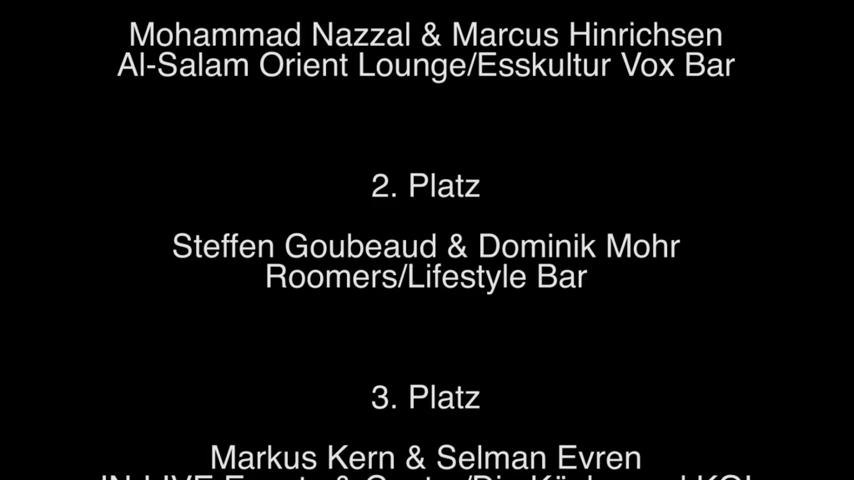 Mohammad Nazzal & Marcus Hinrichsen
Al-Salam Orient Lounge/Esskultur Vox Bar
2. Platz
Steffen Goubeaud & Dominik Mohr
Roomers/Lifestyle Bar
3. Platz
Markus Kern & Selman Evren